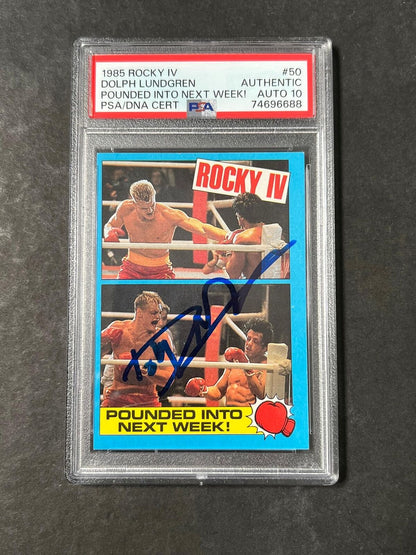 1985 ROCKY IV #50
DOLPH LUNDGREN AUTHENTIC
POUNDED INTO NEXT WEEK! AUTO 10
PSA/DNA CERT PSA 74696688
ROCKY IV
POUNDED INTO
NEXT WEEK!